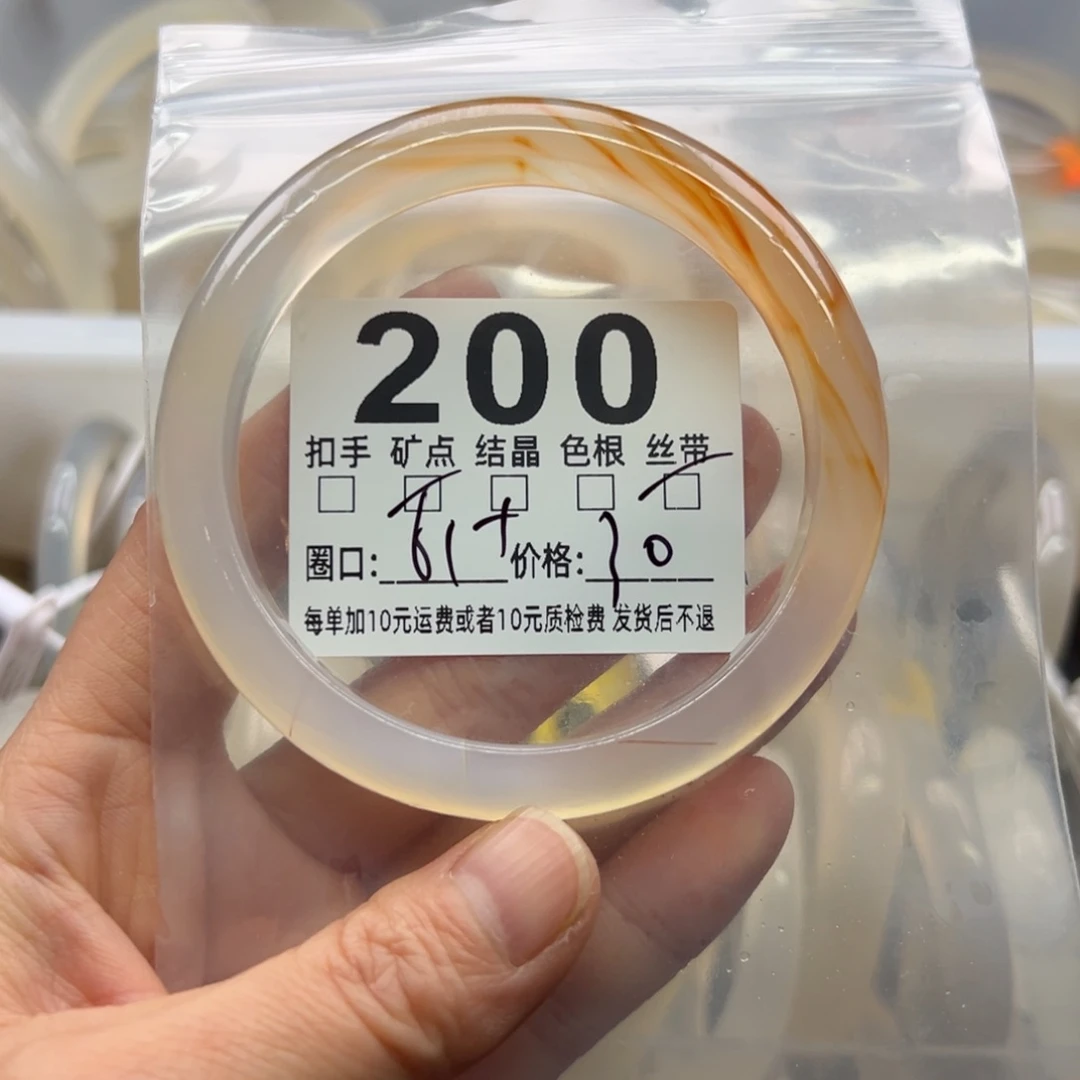 200
扣手 矿点 结晶 色根 丝带
圈口: 61+ 价格: 30
每单加10元运费或者10元质检费 发货后不退